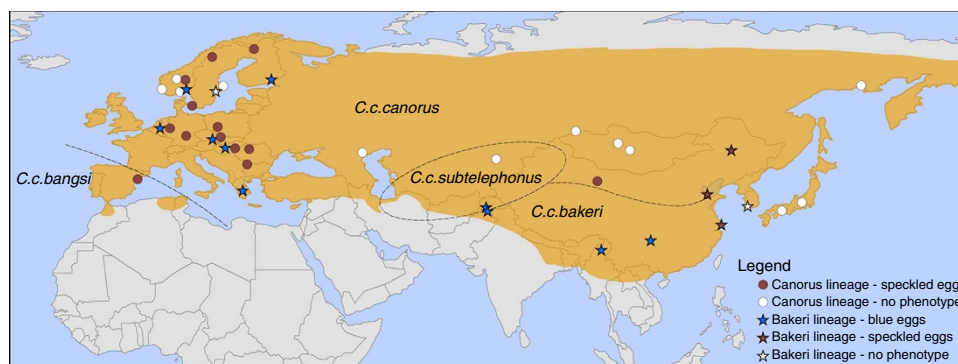 C.c.canorus
C.c.bangsi
C.c.subtelephonus
C.c.bakeri
Legend
Canorus lineage - speckled egg
Canorus lineage - no phenotype
Bakeri lineage - blue eggs
Bakeri lineage - speckled eggs
Bakeri lineage - no phenotype